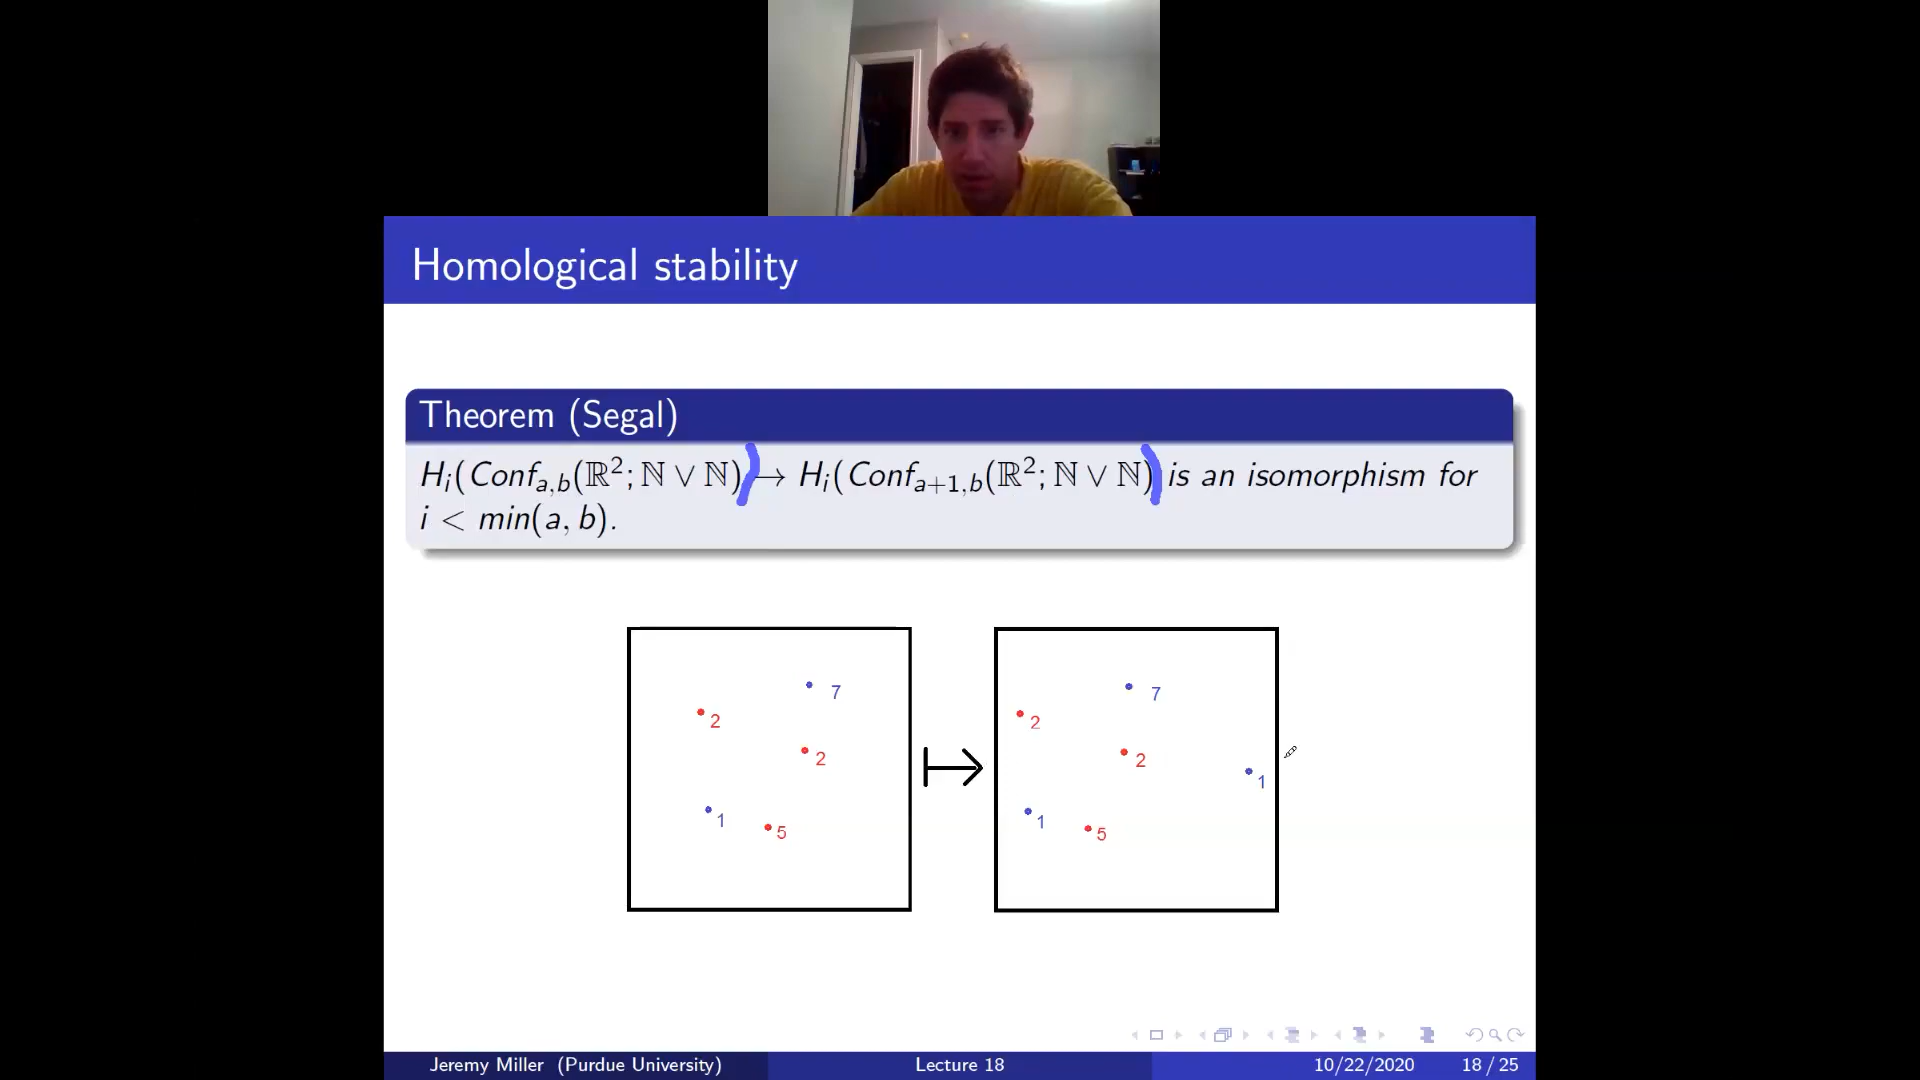 Homological stability
Theorem (Segal)
H_i(Conf_{a,b}(ℝ²; ℕ ∨ ℕ)) → H_i(Conf_{a+1,b}(ℝ²; ℕ ∨ ℕ)) is an isomorphism for
i < min(a, b).
7 7
2 2
2 2
1
1 1
5 5
Jeremy Miller (Purdue University) Lecture 18 10/22/2020 18 / 25